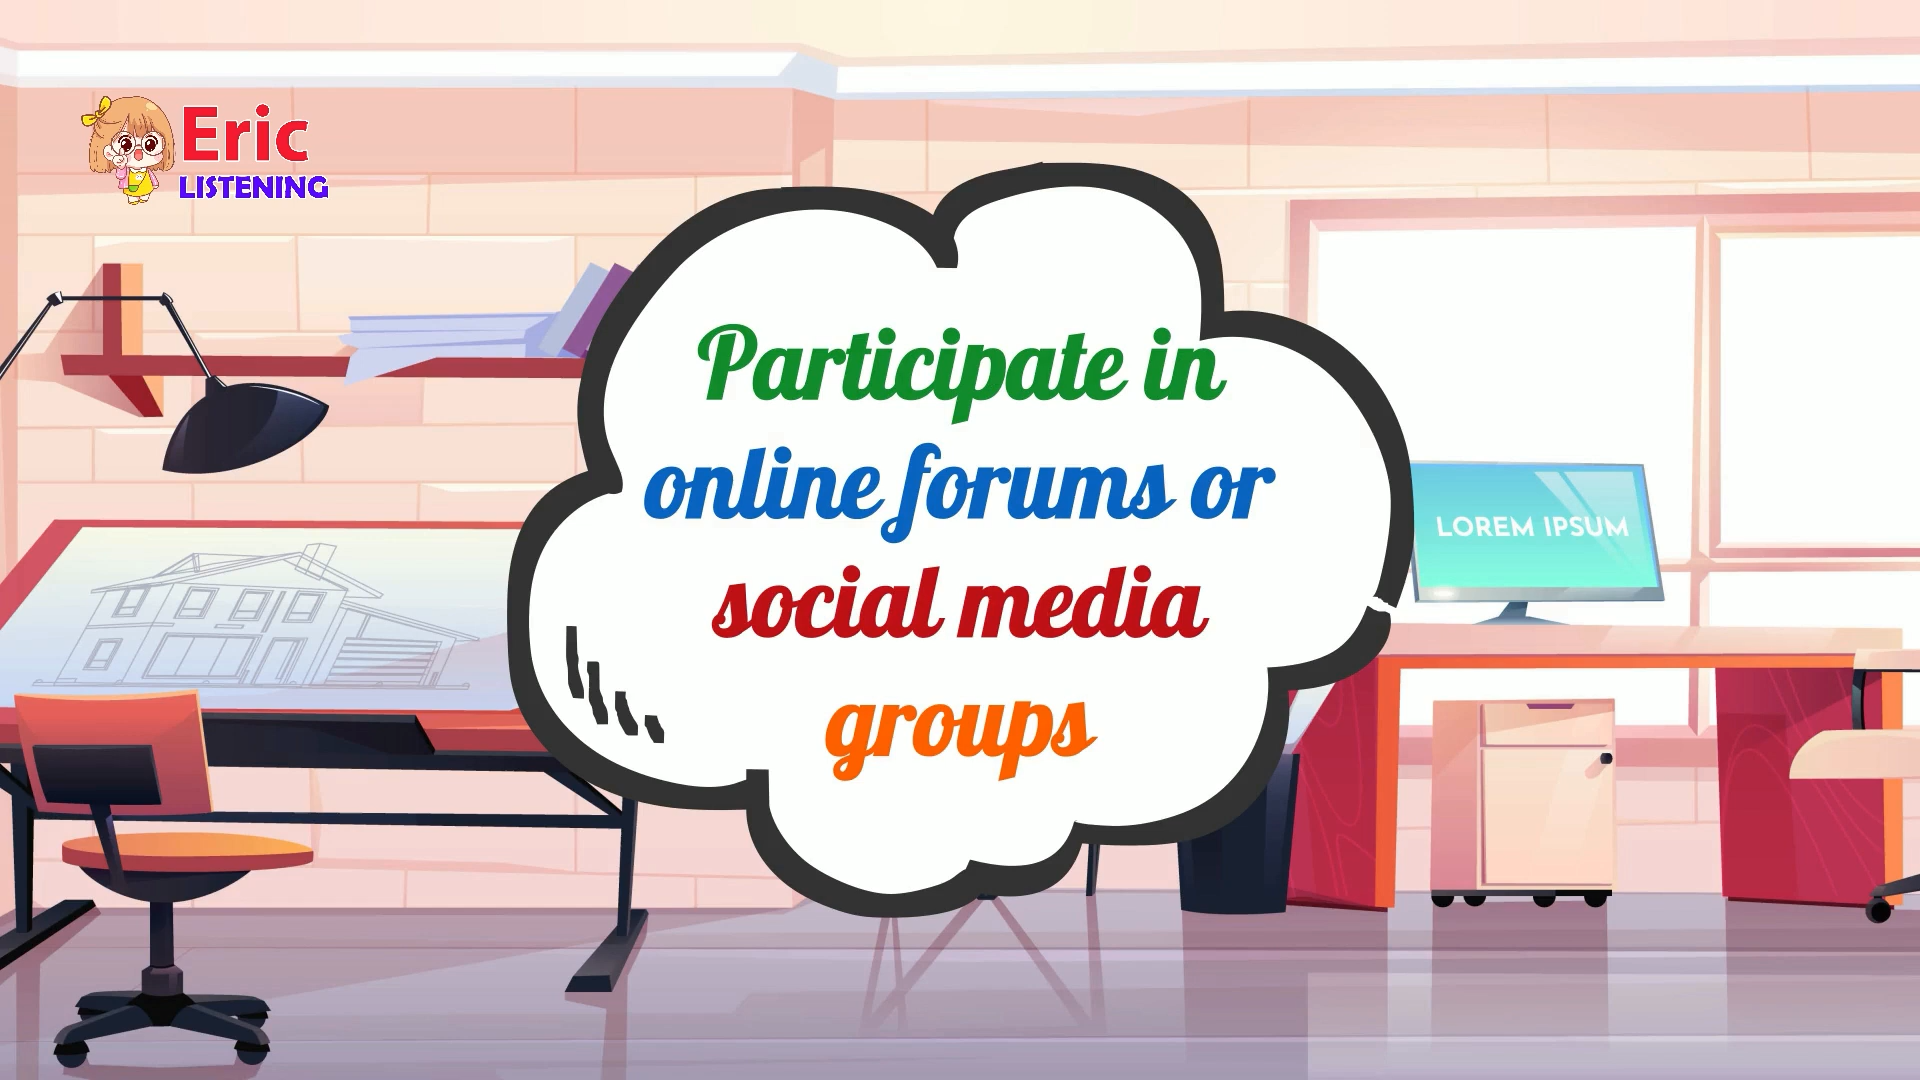 Eric
LISTENING
Participate in
online forums or
social media
groups
LOREM IPSUM